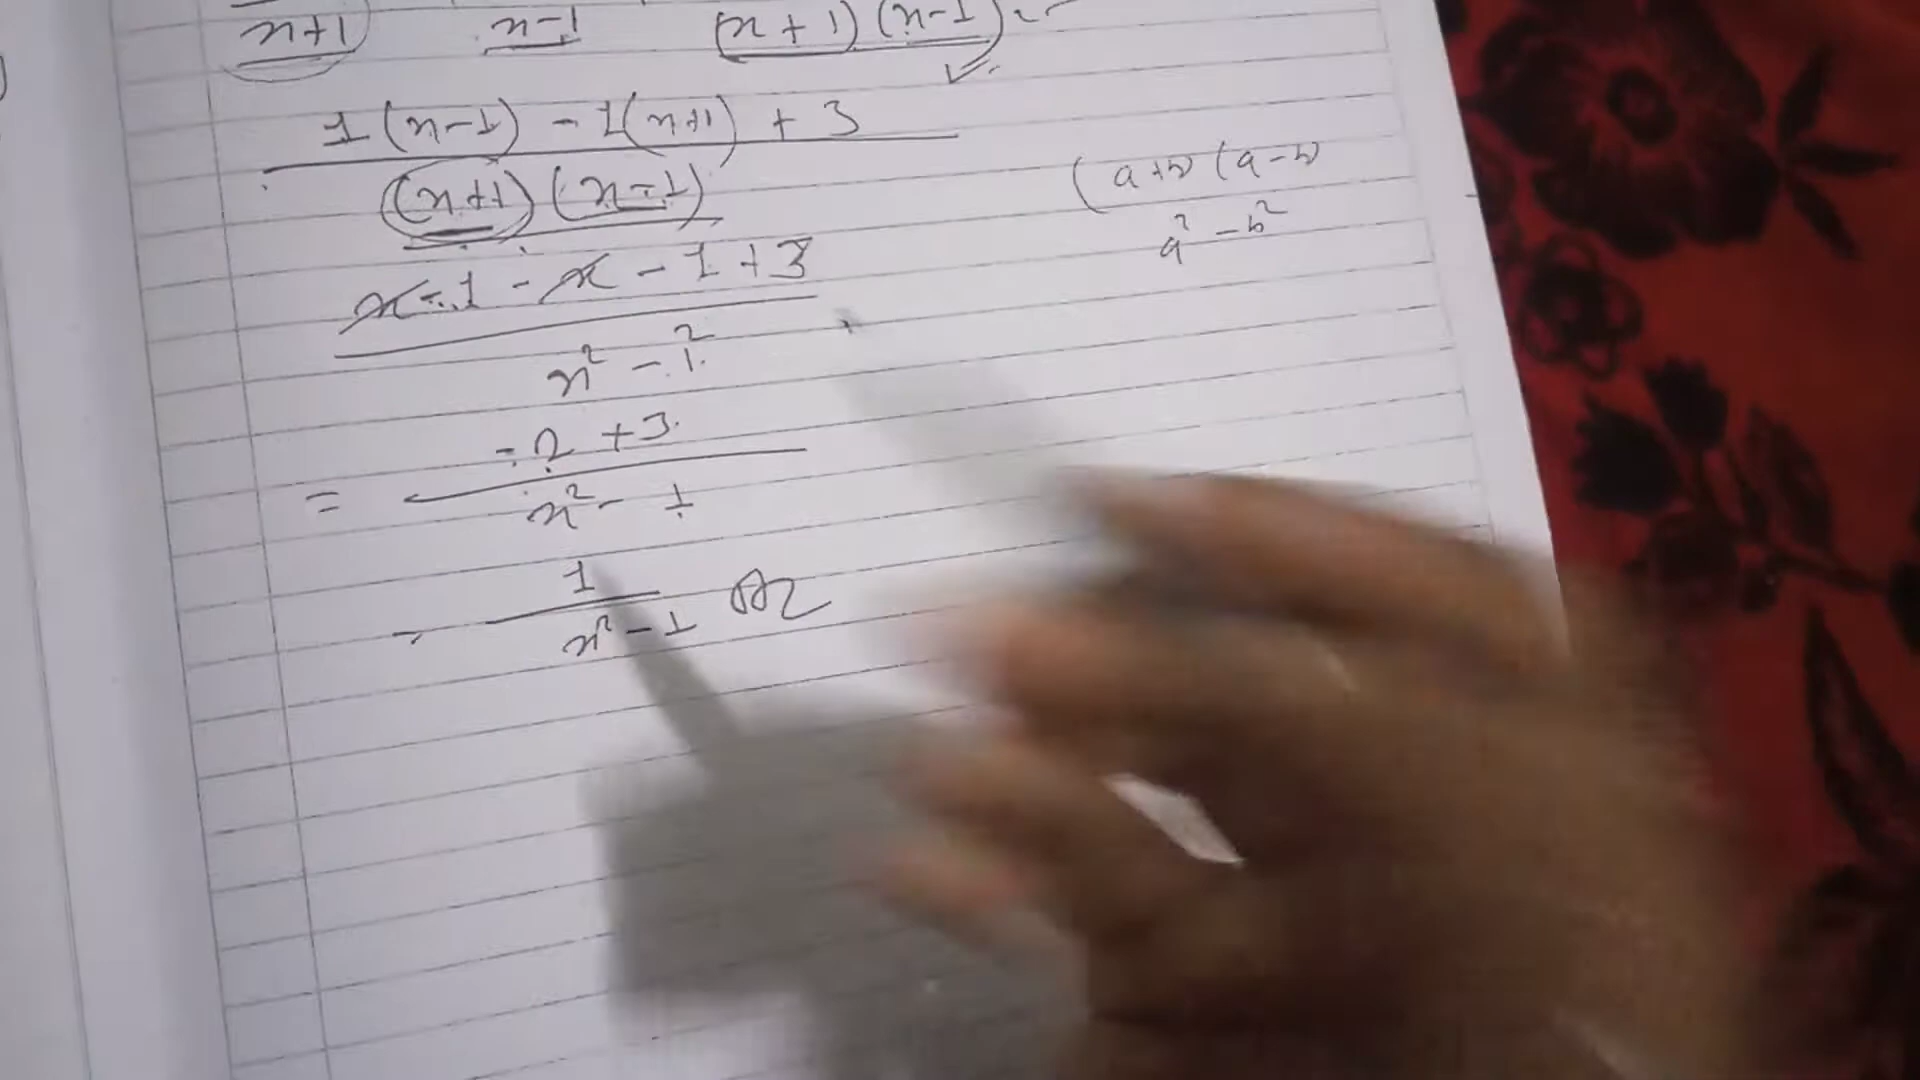 x+1 x-1 (x+1)(x-1)
1(x-1) - 1(x+1) + 3
(x+1)(x-1)
(a+b)(a-b)
a² - b²
x-1 - x - 1 + 3
x² - 1²
-2 + 3
=
x² - 1
1
=
x² - 1